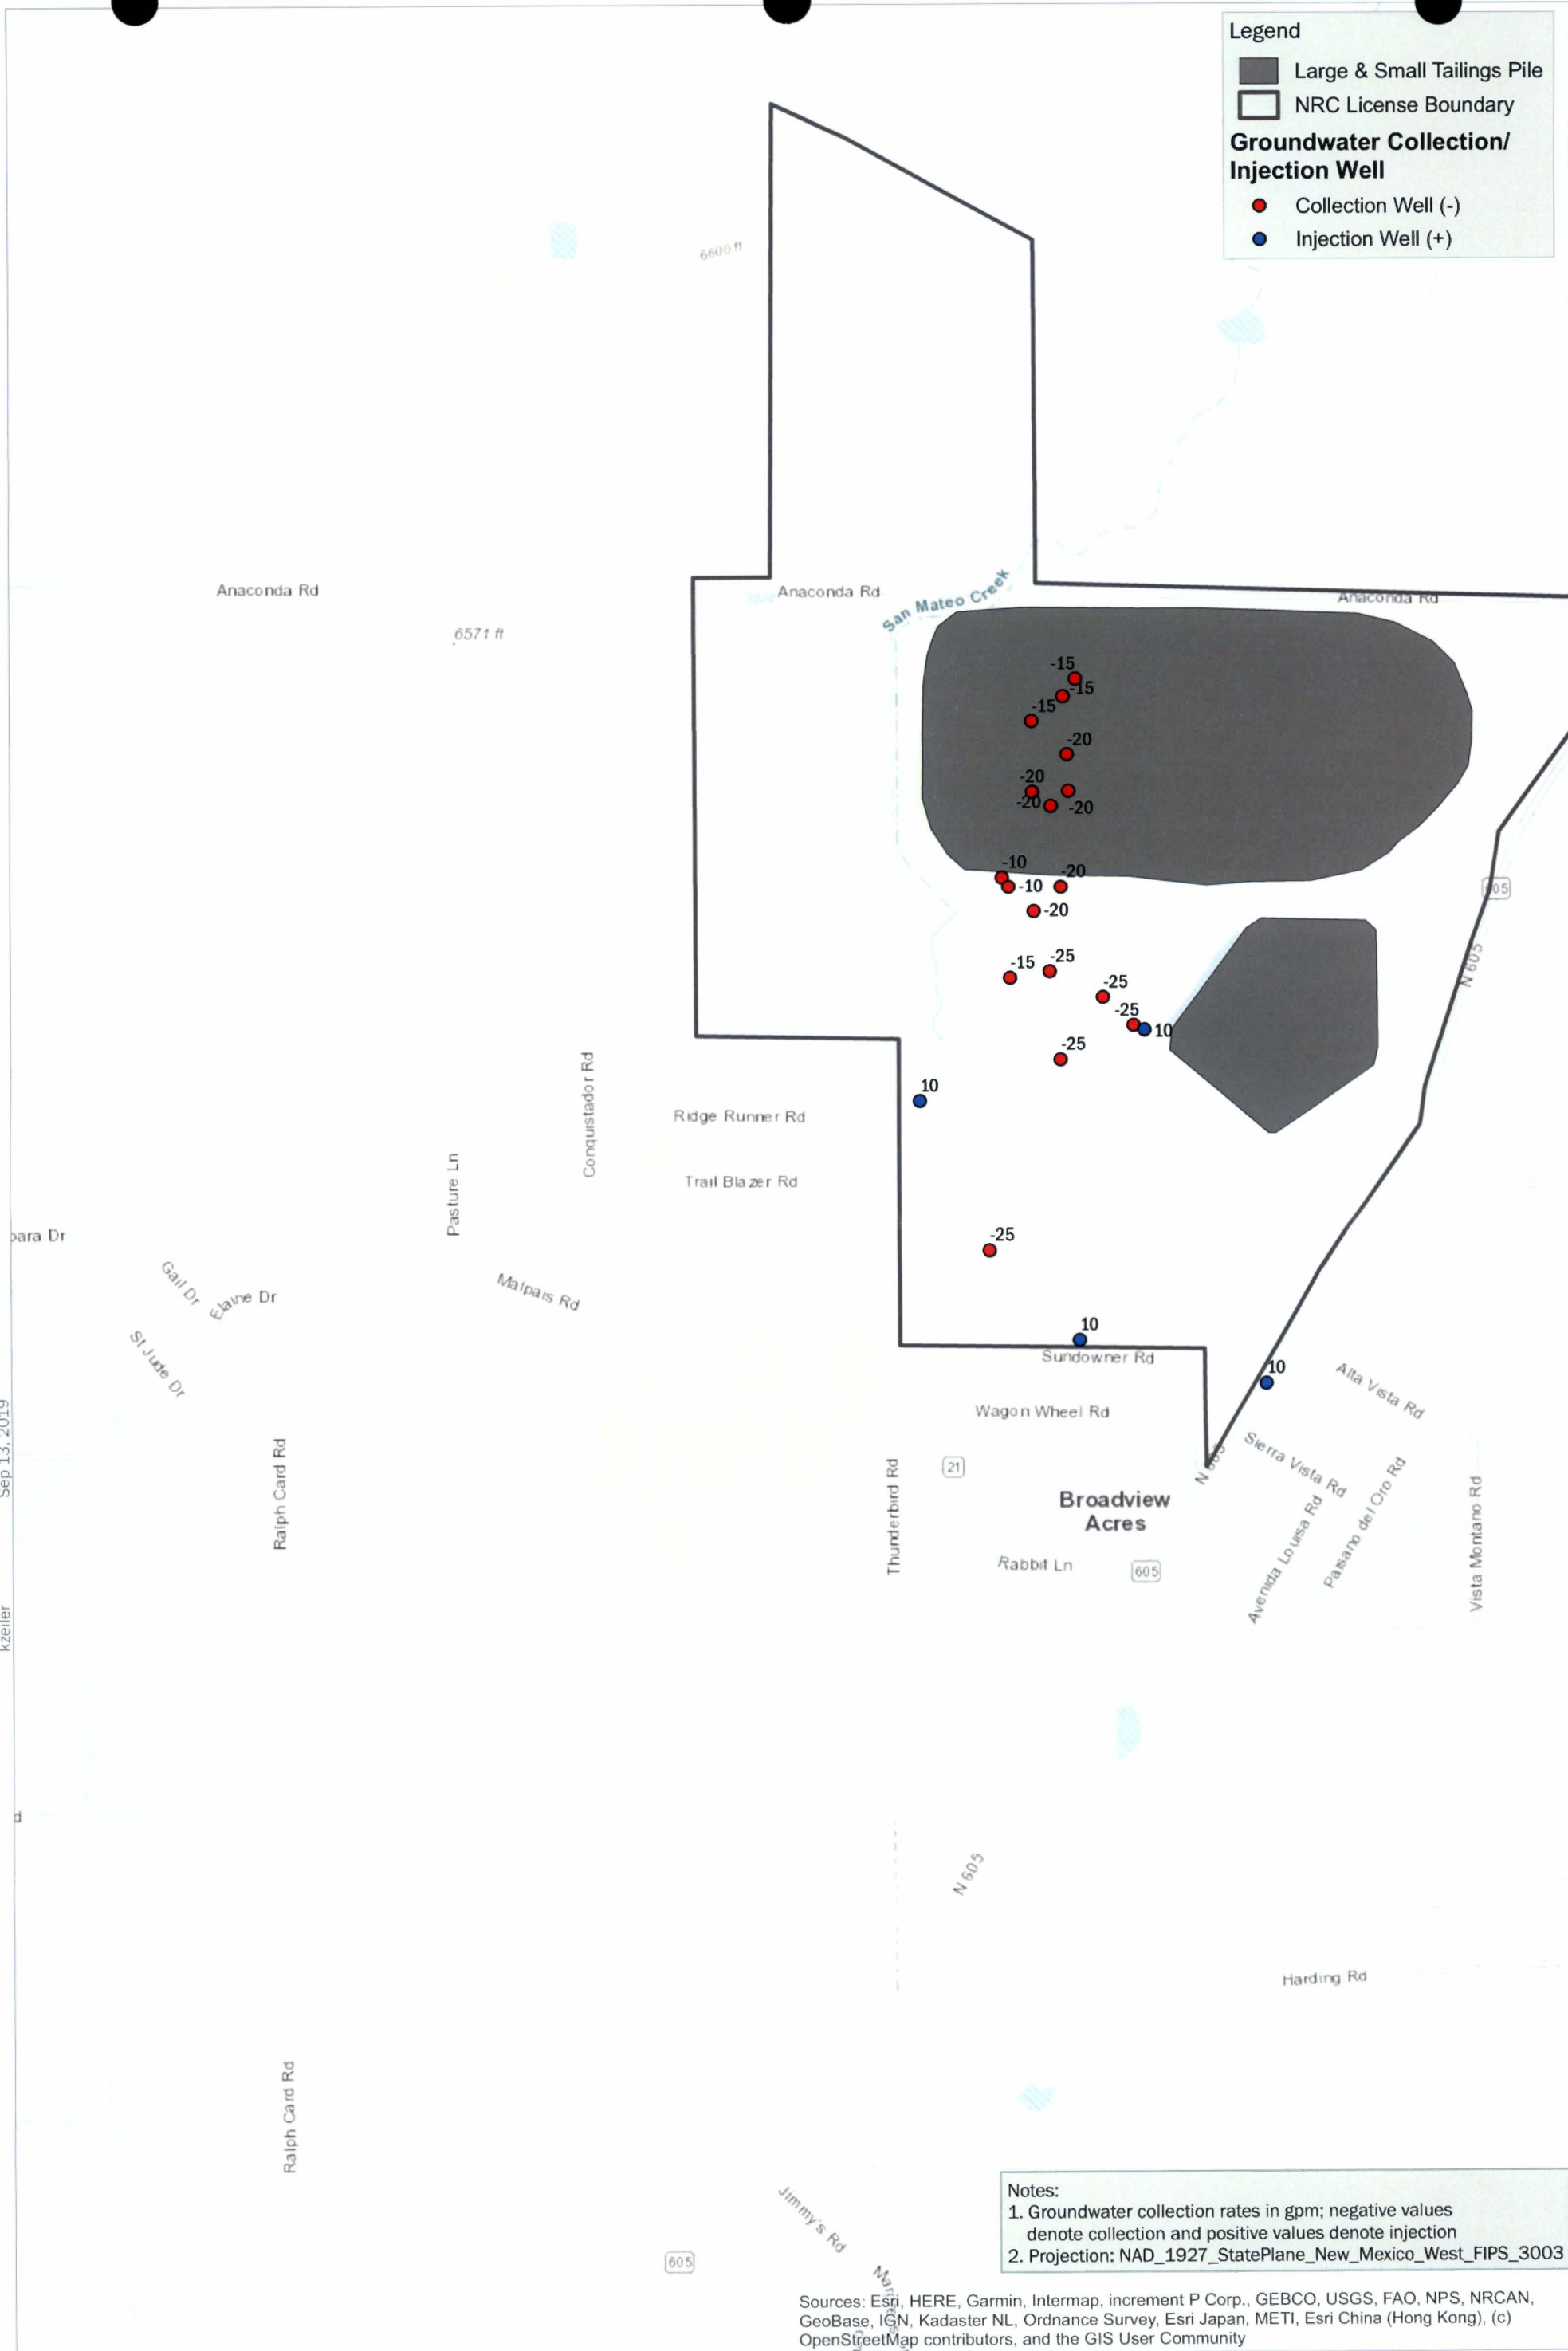 Legend
Large & Small Tailings Pile
NRC License Boundary
Groundwater Collection/
Injection Well
Collection Well (-)
Injection Well (+)
6600 ft
Anaconda Rd
Anaconda Rd
San Mateo Creek
Anaconda Rd
6571 ft
-15
-15
-15
-20
-20
-20
-20
-10
-20
-10
-20
605
-15
-25
-25
N 605
-25
10
-25
10
Conquistador Rd
Ridge Runner Rd
Pasture Ln
Trail Blazer Rd
para Dr
-25
Gail Dr
Elaine Dr
Malpais Rd
St Jude Dr
10
Sundowner Rd
10
Alta Vista Rd
Wagon Wheel Rd
Sep 13, 2019
Ralph Card Rd
Thunderbird Rd
21
N 605
Sierra Vista Rd
Broadview
Acres
Paisano del Oro Rd
Avenida Louisa Rd
Vista Montano Rd
Rabbit Ln
605
kzeiler
d
N 605
Harding Rd
Ralph Card Rd
Jimmy's Rd
605
Notes:
1. Groundwater collection rates in gpm; negative values
denote collection and positive values denote injection
2. Projection: NAD_1927_StatePlane_New_Mexico_West_FIPS_3003
Sources: Esri, HERE, Garmin, Intermap, increment P Corp., GEBCO, USGS, FAO, NPS, NRCAN,
GeoBase, IGN, Kadaster NL, Ordnance Survey, Esri Japan, METI, Esri China (Hong Kong), (c)
OpenStreetMap contributors, and the GIS User Community